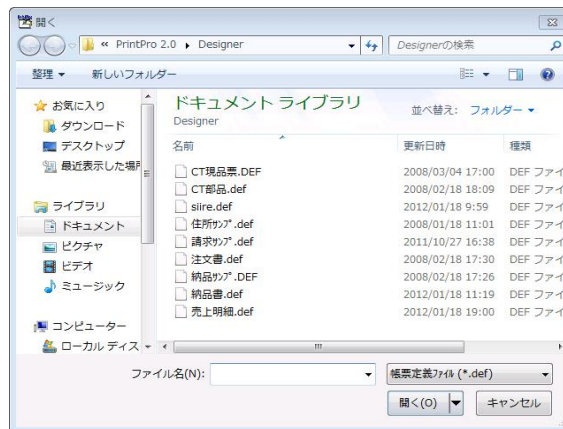 開く
« PrintPro 2.0 ▸ Designer
Designerの検索
整理 ▼ 新しいフォルダー
お気に入り
ダウンロード
デスクトップ
最近表示した場所
ライブラリ
ドキュメント
ピクチャ
ビデオ
ミュージック
コンピューター
ローカル ディス
ドキュメント ライブラリ
Designer
並べ替え: フォルダー ▼
名前 更新日時 種類
CT現品票.DEF 2008/03/04 17:00 DEF ファイ
CT部品.def 2008/02/18 18:09 DEF ファイ
siire.def 2012/01/18 9:59 DEF ファイ
住所ｻﾝﾌﾟ.def 2008/01/18 11:01 DEF ファイ
請求ｻﾝﾌﾟ.def 2011/10/27 16:38 DEF ファイ
注文書.def 2008/02/18 17:30 DEF ファイ
納品ｻﾝﾌﾟ.DEF 2008/02/18 17:26 DEF ファイ
納品書.def 2012/01/18 11:19 DEF ファイ
売上明細.def 2012/01/18 19:00 DEF ファイ
ファイル名(N):
帳票定義ﾌｧｲﾙ (*.def)
開く(O)
キャンセル